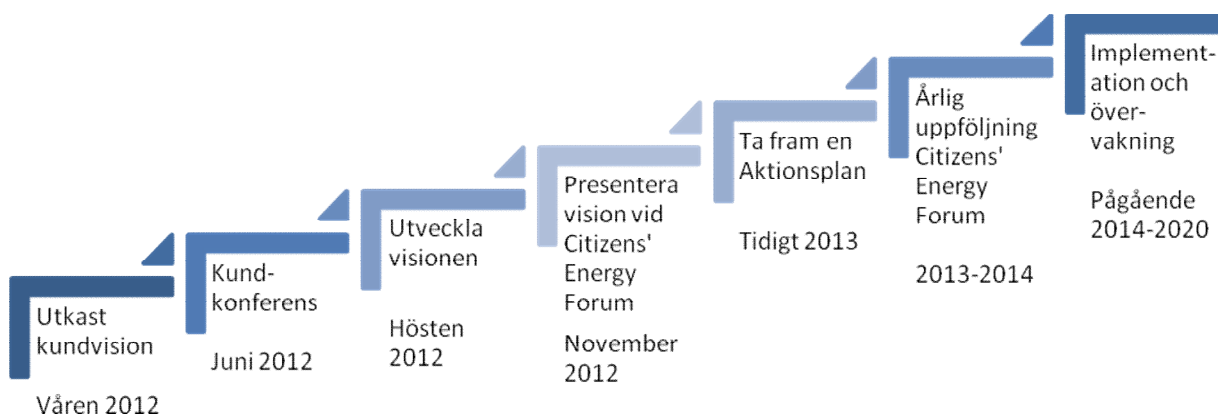 Utkast
kundvision
Våren 2012
Kund-
konferens
Juni 2012
Utveckla
visionen
Hösten
2012
Presentera
vision vid
Citizens'
Energy
Forum
November
2012
Ta fram en
Aktionsplan
Tidigt 2013
Årlig
uppföljning
Citizens'
Energy
Forum
2013-2014
Implement-
ation och
över-
vakning
Pågående
2014-2020